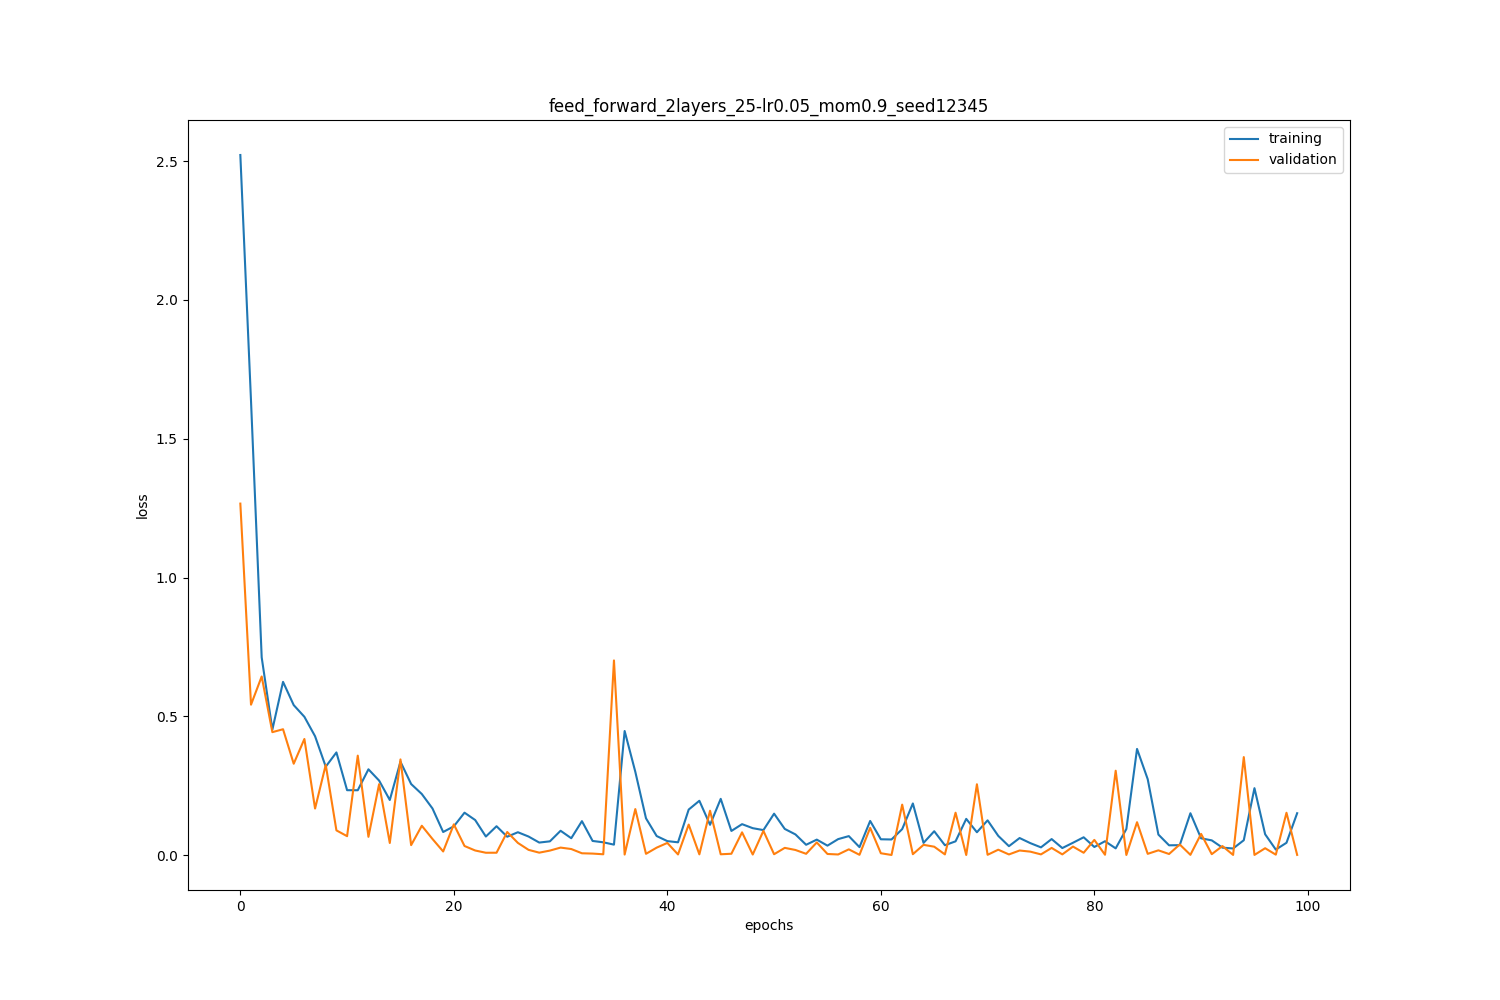 feed_forward_2layers_25-lr0.05_mom0.9_seed12345
training
validation
2.5
2.0
1.5
1.0
0.5
0.0
loss
0 20 40 60 80 100
epochs